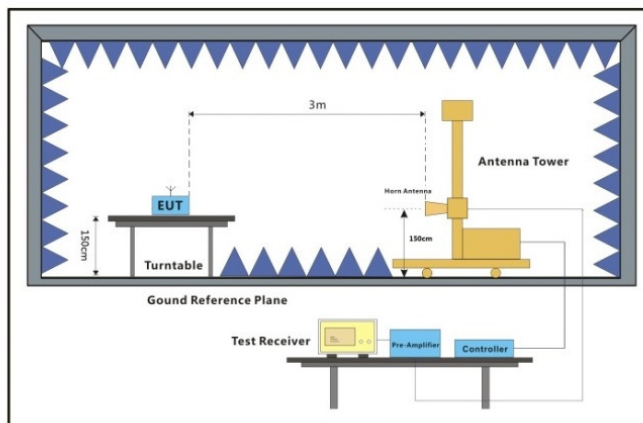 3m
Horn Antenna
Antenna Tower
EUT
150cm
150cm
Turntable
Gound Reference Plane
Test Receiver
Pre-Amplifier
Controller